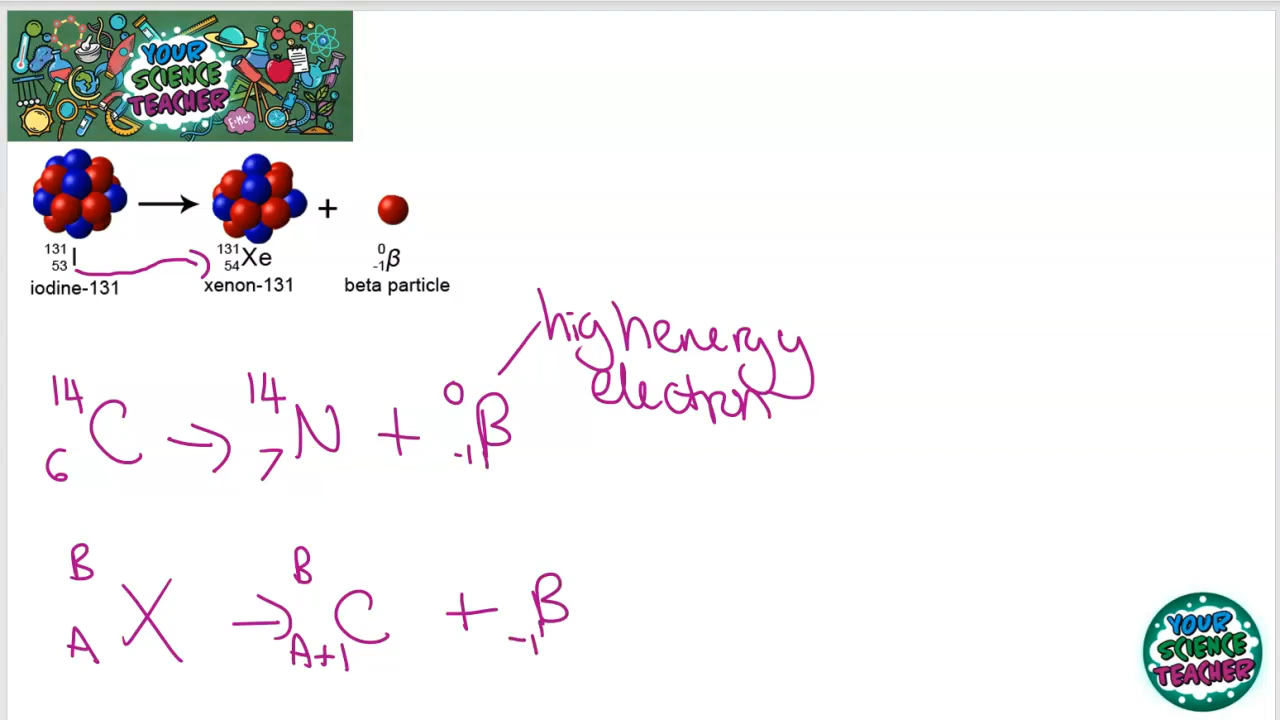 YOUR
SCIENCE
TEACHER
E=MC²
131 53 I → 131 54 Xe + 0 -1 β
iodine-131 xenon-131 beta particle
high energy
electron
14 6 C → 14 7 N + 0 -1 β
B A X → B A+1 C + -1 β
YOUR
SCIENCE
TEACHER